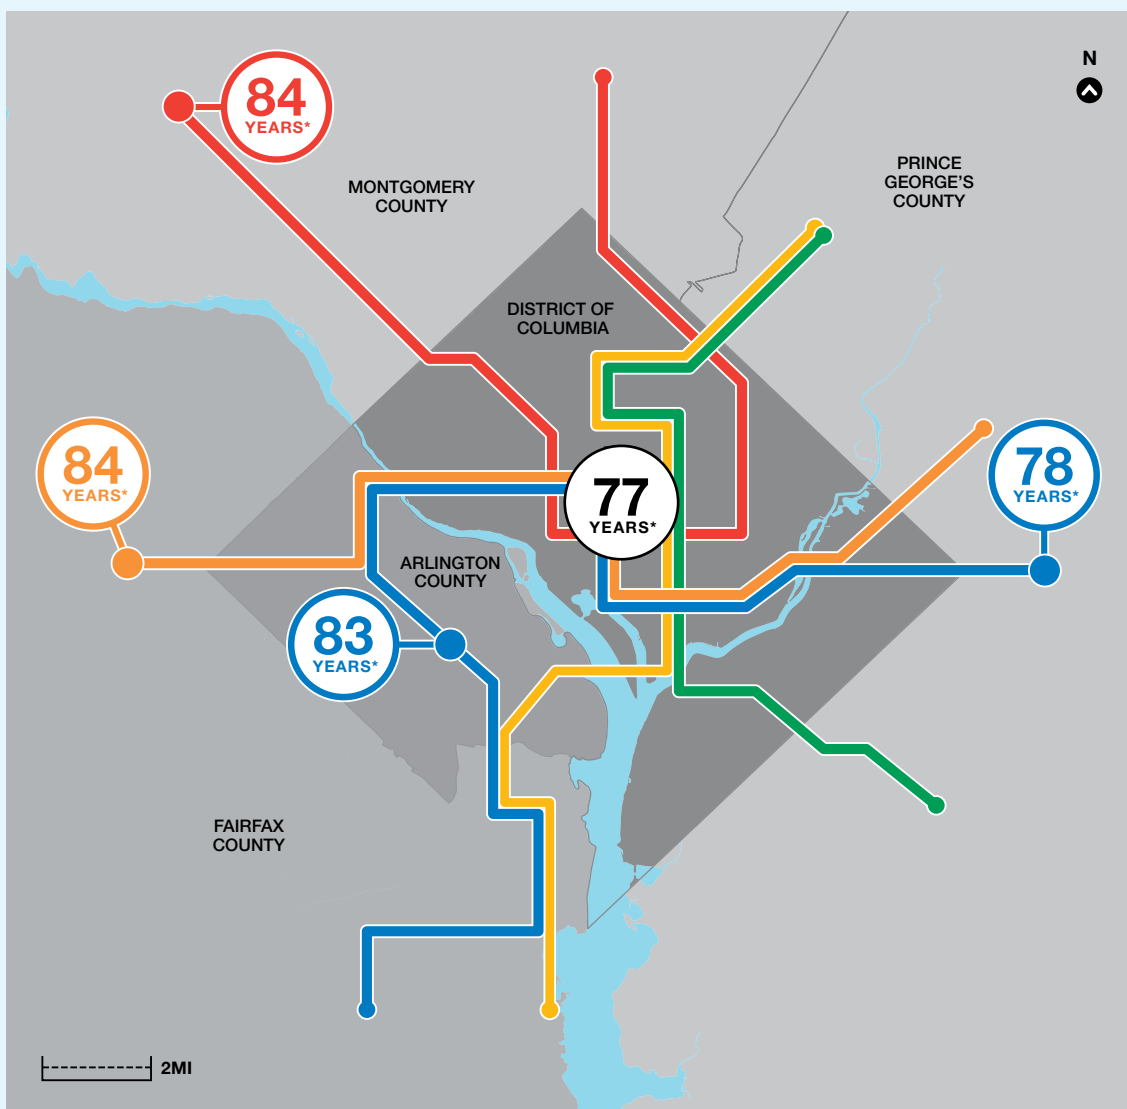 N
84
YEARS*
MONTGOMERY
COUNTY
PRINCE
GEORGE'S
COUNTY
DISTRICT OF
COLUMBIA
84
YEARS*
77
YEARS*
78
YEARS*
ARLINGTON
COUNTY
83
YEARS*
FAIRFAX
COUNTY
2MI